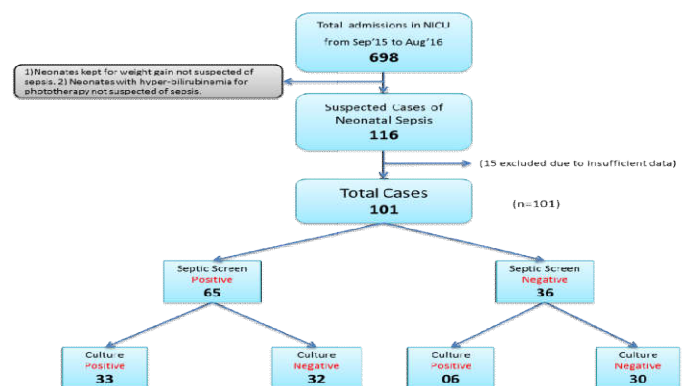 Total admissions in NICU
from Sep'15 to Aug'16
698
1)Neonates kept for weight gain not suspected of
sepsis. 2) Neonates with hyper-bilirubinemia for
phototherapy not suspected of sepsis.
Suspected Cases of
Neonatal Sepsis
116
(15 excluded due to Insufficient data)
Total Cases
101
(n=101)
Septic Screen
Positive
65
Septic Screen
Negative
36
Culture
Positive
33
Culture
Negative
32
Culture
Positive
06
Culture
Negative
30